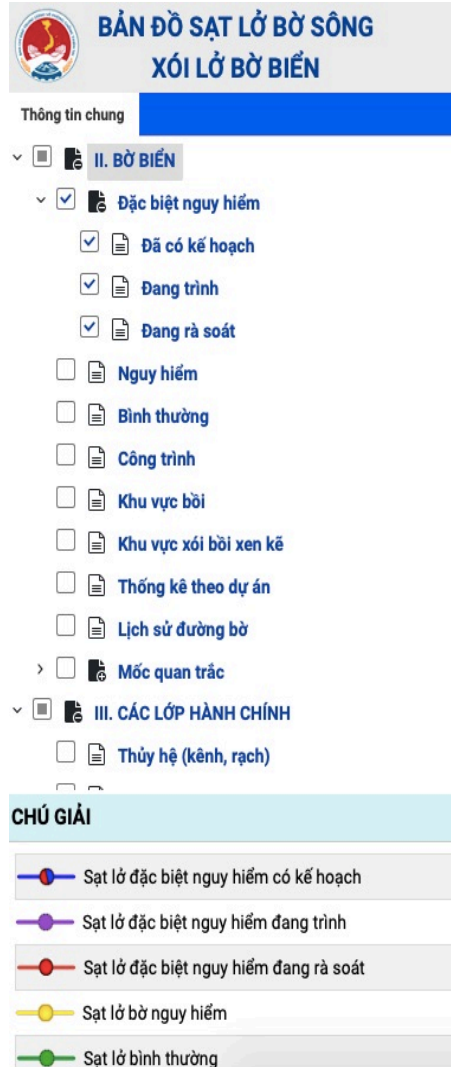 BẢN ĐỒ SẠT LỞ BỜ SÔNG
XÓI LỞ BỜ BIỂN
Thông tin chung
II. BỜ BIỂN
Đặc biệt nguy hiểm
Đã có kế hoạch
Đang trình
Đang rà soát
Nguy hiểm
Bình thường
Công trình
Khu vực bồi
Khu vực xói bồi xen kẽ
Thống kê theo dự án
Lịch sử đường bờ
Mốc quan trắc
III. CÁC LỚP HÀNH CHÍNH
Thủy hệ (kênh, rạch)
CHÚ GIẢI
Sạt lở đặc biệt nguy hiểm có kế hoạch
Sạt lở đặc biệt nguy hiểm đang trình
Sạt lở đặc biệt nguy hiểm đang rà soát
Sạt lở bờ nguy hiểm
Sạt lở bình thường